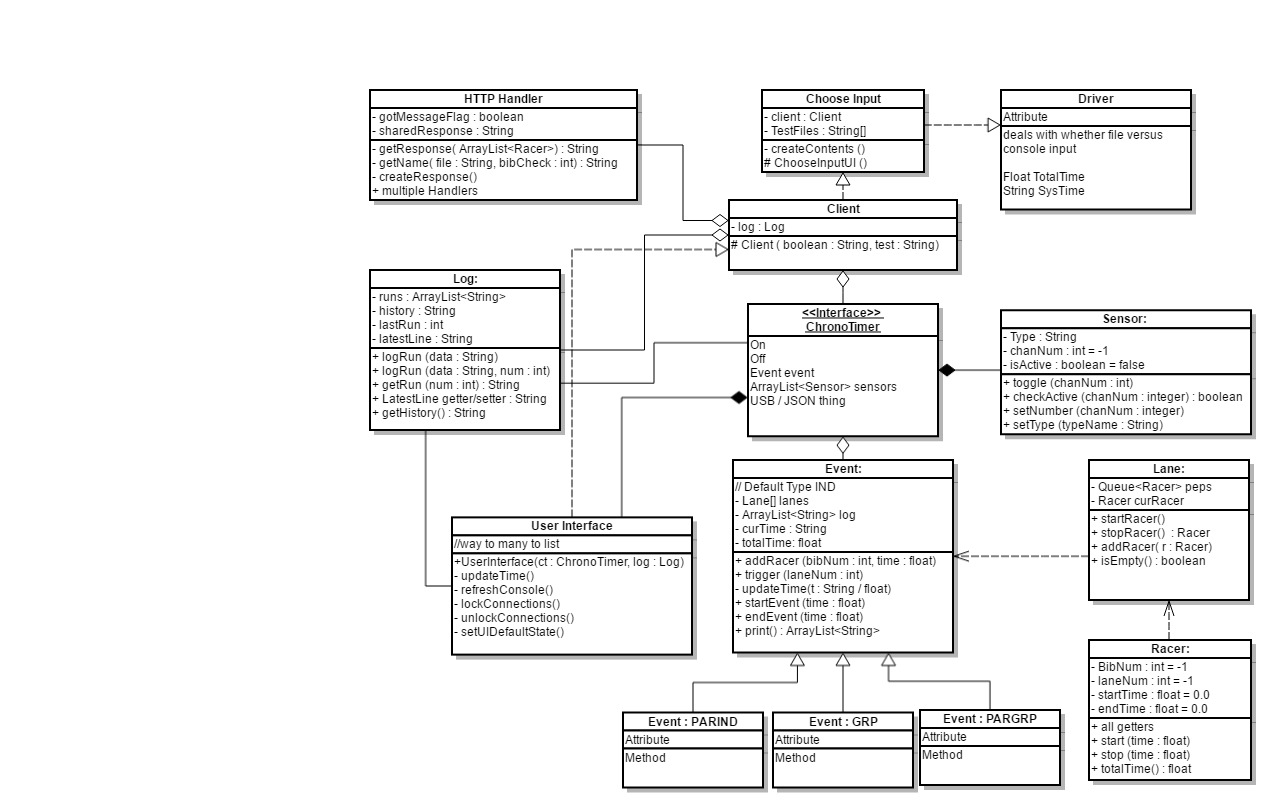 HTTP Handler
- gotMessageFlag : boolean
- sharedResponse : String
- getResponse( ArrayList<Racer>) : String
- getName( file : String, bibCheck : int) : String
- createResponse()
+ multiple Handlers
Choose Input
- client : Client
- TestFiles : String[]
- createContents ()
# ChooseInputUI ()
Driver
Attribute
deals with whether file versus
console input
Float TotalTime
String SysTime
Client
- log : Log
# Client ( boolean : String, test : String)
Log:
- runs : ArrayList<String>
- history : String
- lastRun : int
- latestLine : String
+ logRun (data : String)
+ logRun (data : String, num : int)
+ getRun (num : int) : String
+ LatestLine getter/setter : String
+ getHistory() : String
<<Interface>>
ChronoTimer
On
Off
Event event
ArrayList<Sensor> sensors
USB / JSON thing
Sensor:
- Type : String
- chanNum : int = -1
- isActive : boolean = false
+ toggle (chanNum : int)
+ checkActive (chanNum : integer) : boolean
+ setNumber (chanNum : integer)
+ setType (typeName : String)
Event:
// Default Type IND
- Lane[] lanes
- ArrayList<String> log
- curTime : String
- totalTime: float
+ addRacer (bibNum : int, time : float)
+ trigger (laneNum : int)
- updateTime(t : String / float)
+ startEvent (time : float)
+ endEvent (time : float)
+ print() : ArrayList<String>
Lane:
- Queue<Racer> peps
- Racer curRacer
+ startRacer()
+ stopRacer() : Racer
+ addRacer( r : Racer)
+ isEmpty() : boolean
User Interface
//way to many to list
+UserInterface(ct : ChronoTimer, log : Log)
- updateTime()
- refreshConsole()
- lockConnections()
- unlockConnections()
- setUIDefaultState()
Racer:
- BibNum : int = -1
- laneNum : int = -1
- startTime : float = 0.0
- endTime : float = 0.0
+ all getters
+ start (time : float)
+ stop (time : float)
+ totalTime() : float
Event : PARIND
Attribute
Method
Event : GRP
Attribute
Method
Event : PARGRP
Attribute
Method